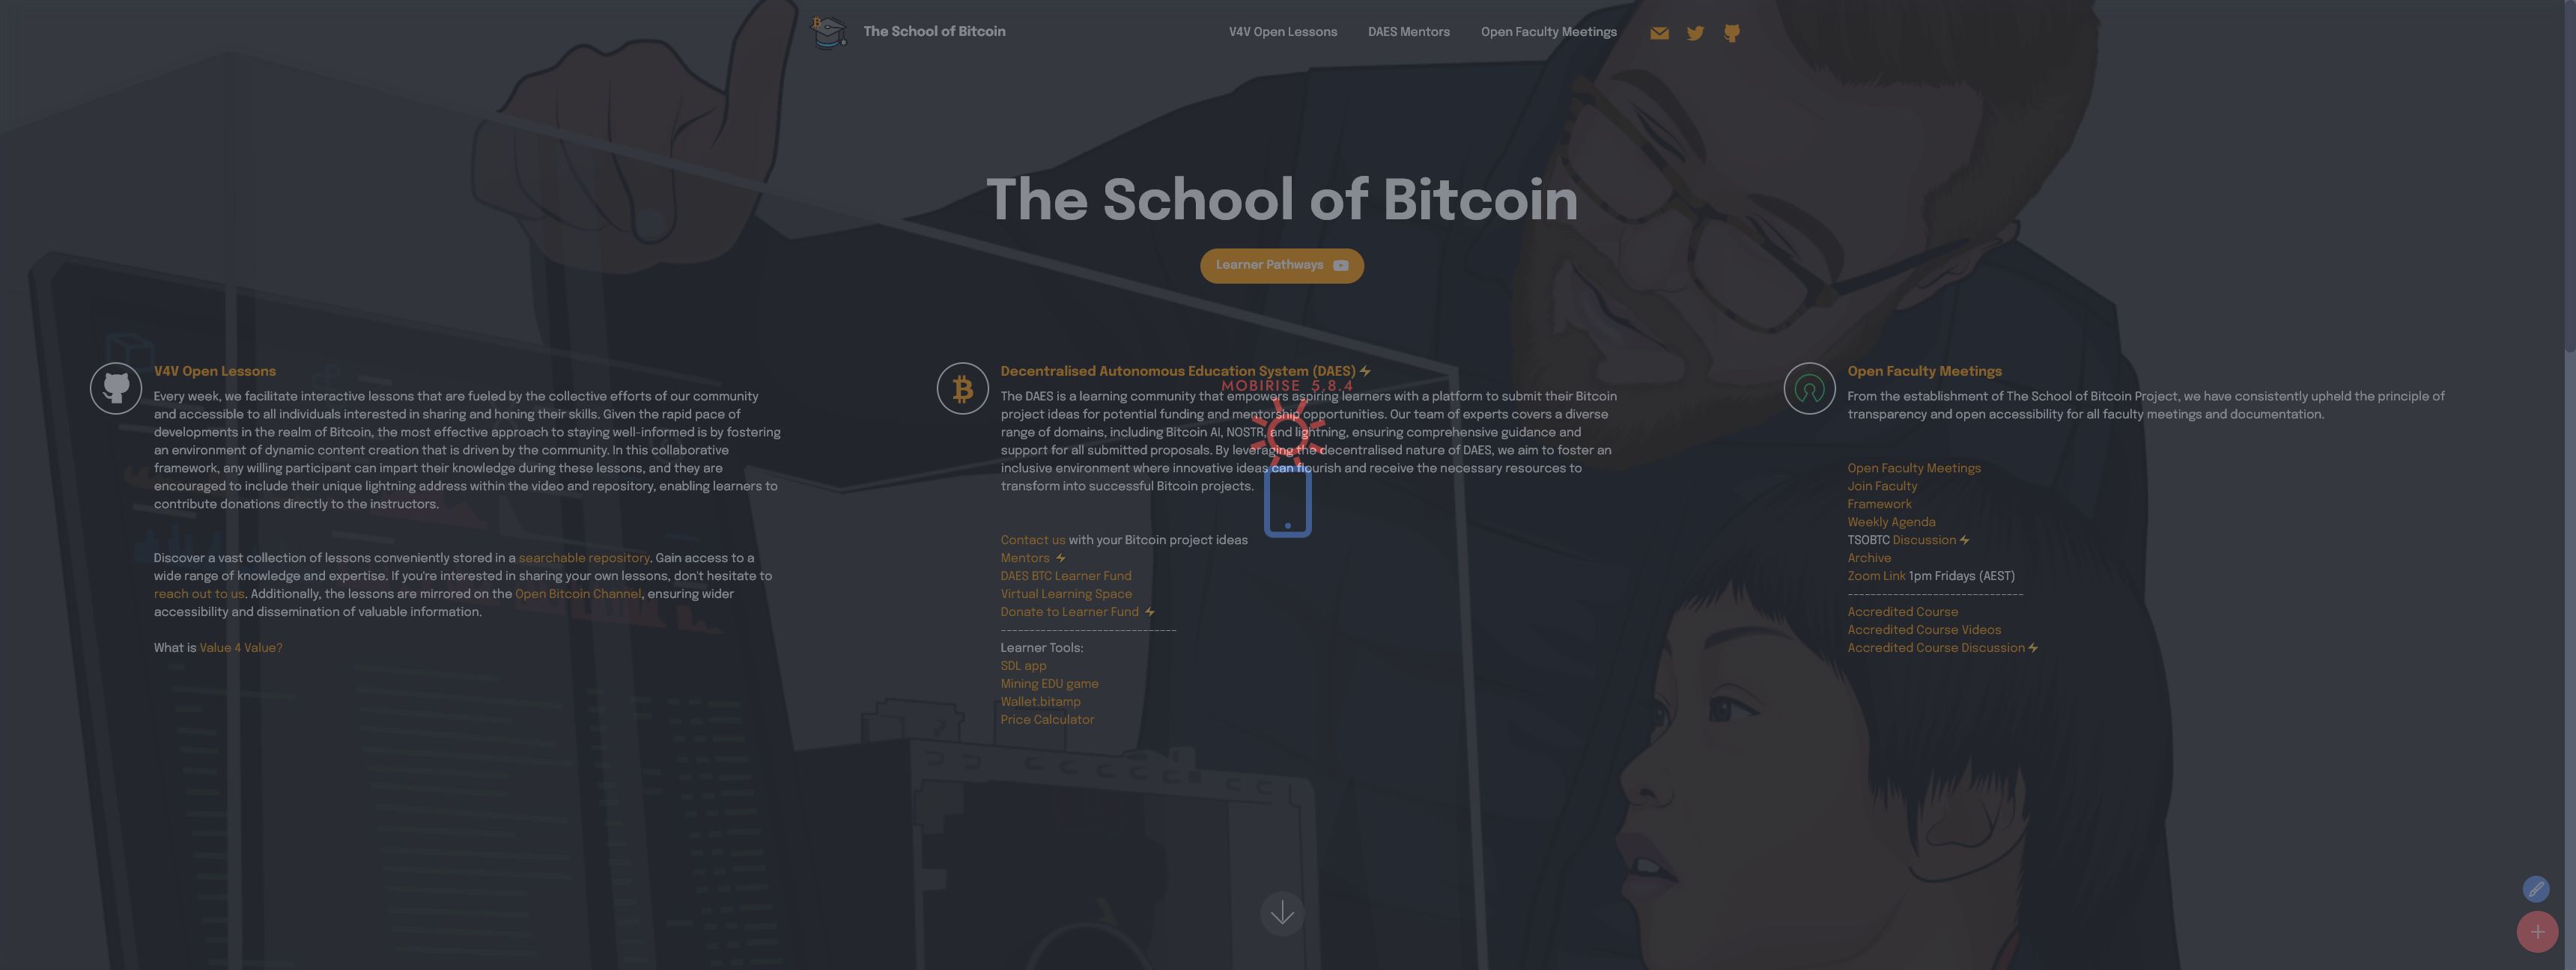 The School of Bitcoin
V4V Open Lessons
DAES Mentors
Open Faculty Meetings
The School of Bitcoin
Learner Pathways
V4V Open Lessons
Every week, we facilitate interactive lessons that are fueled by the collective efforts of our community
and accessible to all individuals interested in sharing and honing their skills. Given the rapid pace of
developments in the realm of Bitcoin, the most effective approach to staying well-informed is by fostering
an environment of dynamic content creation that is driven by the community. In this collaborative
framework, any willing participant can impart their knowledge during these lessons, and they are
encouraged to include their unique lightning address within the video and repository, enabling learners to
contribute donations directly to the instructors.
Discover a vast collection of lessons conveniently stored in a searchable repository. Gain access to a
wide range of knowledge and expertise. If you're interested in sharing your own lessons, don't hesitate to
reach out to us. Additionally, the lessons are mirrored on the Open Bitcoin Channel, ensuring wider
accessibility and dissemination of valuable information.
What is Value 4 Value?
Decentralised Autonomous Education System (DAES)
MOBIRISE 5.8.4
The DAES is a learning community that empowers aspiring learners with a platform to submit their Bitcoin
project ideas for potential funding and mentorship opportunities. Our team of experts covers a diverse
range of domains, including Bitcoin AI, NOSTR, and lightning, ensuring comprehensive guidance and
support for all submitted proposals. By leveraging the decentralised nature of DAES, we aim to foster an
inclusive environment where innovative ideas can flourish and receive the necessary resources to
transform into successful Bitcoin projects.
Contact us with your Bitcoin project ideas
Mentors
DAES BTC Learner Fund
Virtual Learning Space
Donate to Learner Fund
-------------------------------
Learner Tools:
SDL app
Mining EDU game
Wallet.bitamp
Price Calculator
Open Faculty Meetings
From the establishment of The School of Bitcoin Project, we have consistently upheld the principle of
transparency and open accessibility for all faculty meetings and documentation.
Open Faculty Meetings
Join Faculty
Framework
Weekly Agenda
TSOBTC Discussion
Archive
Zoom Link 1pm Fridays (AEST)
-------------------------------
Accredited Course
Accredited Course Videos
Accredited Course Discussion